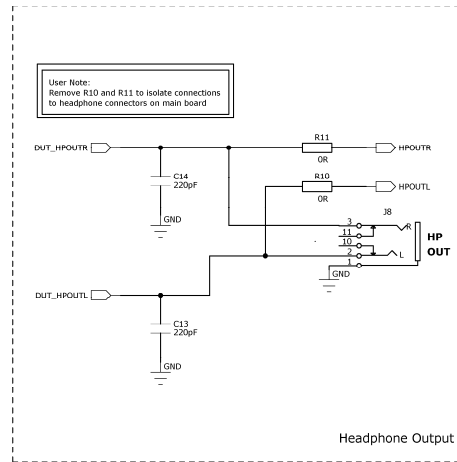 User Note:
Remove R10 and R11 to isolate connections
to headphone connectors on main board
R11
DUT_HPOUTR
HPOUTR
0R
C14
220pF
R10
HPOUTL
0R
GND
J8
3
R
11
10
HP
OUT
2
L
1
GND
DUT_HPOUTL
C13
220pF
GND
Headphone Output